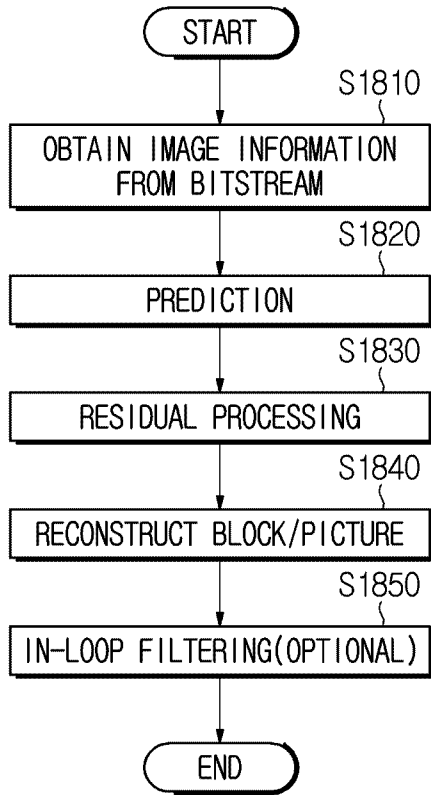 START
S1810
OBTAIN IMAGE INFORMATION
FROM BITSTREAM
S1820
PREDICTION
S1830
RESIDUAL PROCESSING
S1840
RECONSTRUCT BLOCK/PICTURE
S1850
IN-LOOP FILTERING(OPTIONAL)
END